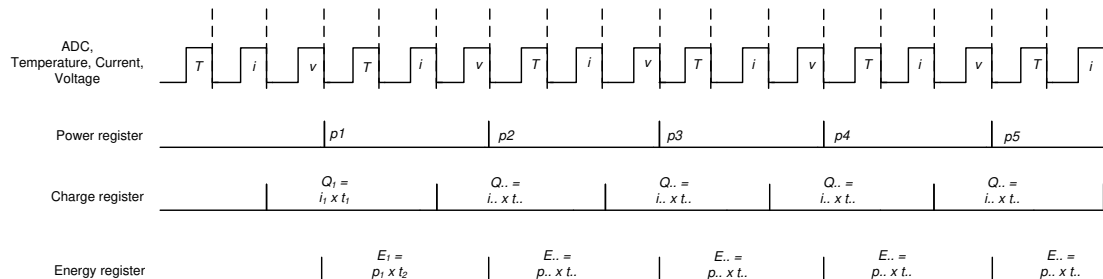 ADC,
Temperature, Current,
Voltage
T i v T i v T i v T i v T i v T i
Power register
p1 p2 p3 p4 p5
Charge register
Q₁ = Q.. = Q.. = Q.. = Q.. =
i₁ x t₁ i.. x t.. i.. x t.. i.. x t.. i.. x t..
Energy register
E₁ = E.. = E.. = E.. = E.. =
p₁ x t₂ p.. x t.. p.. x t.. p.. x t.. p.. x t..